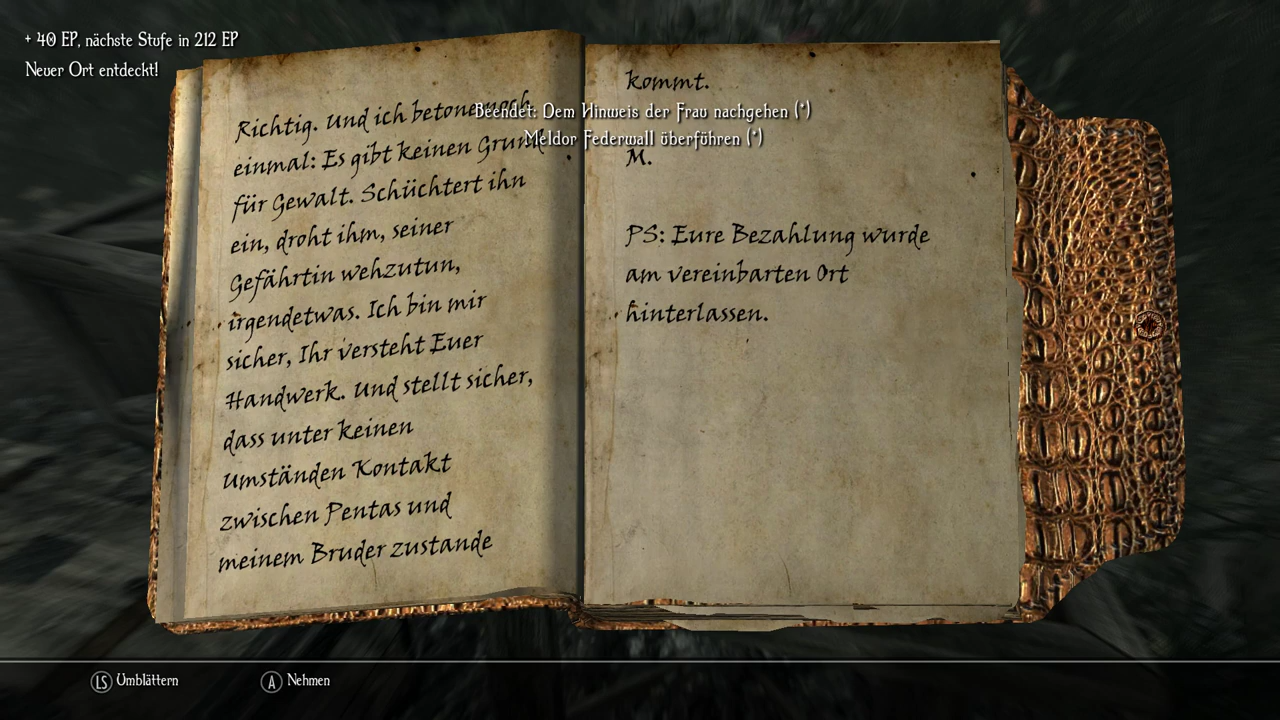 + 40 EP, nächste Stufe in 212 EP
Neuer Ort entdeckt!
Beendet: Dem Hinweis der Frau nachgehen (*)
Meldor Federwall überführen (*)
Richtig. Und ich betone noch
einmal: Es gibt keinen Grund
für Gewalt. Schüchtert ihn
ein, droht ihm, seiner
Gefährtin wehzutun,
irgendetwas. Ich bin mir
sicher, Ihr versteht Euer
Handwerk. Und stellt sicher,
dass unter keinen
Umständen Kontakt
zwischen Pentas und
meinem Bruder zustande
kommt.
M.
PS: Eure Bezahlung wurde
am vereinbarten Ort
hinterlassen.
LS Umblättern
A Nehmen